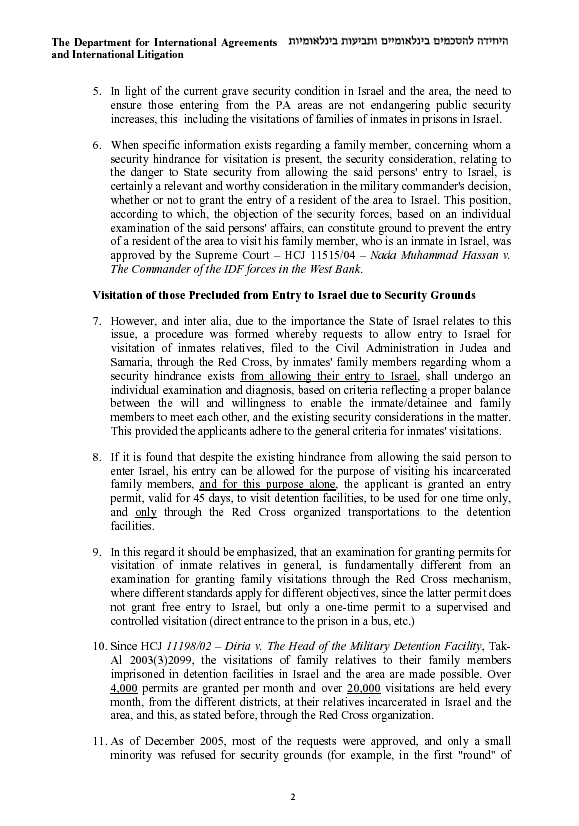 The Department for International Agreements היחידה להסכמים בינלאומיים ותביעות בינלאומיות
and International Litigation
5. In light of the current grave security condition in Israel and the area, the need to
ensure those entering from the PA areas are not endangering public security
increases, this including the visitations of families of inmates in prisons in Israel.
6. When specific information exists regarding a family member, concerning whom a
security hindrance for visitation is present, the security consideration, relating to
the danger to State security from allowing the said persons' entry to Israel, is
certainly a relevant and worthy consideration in the military commander's decision,
whether or not to grant the entry of a resident of the area to Israel. This position,
according to which, the objection of the security forces, based on an individual
examination of the said persons' affairs, can constitute ground to prevent the entry
of a resident of the area to visit his family member, who is an inmate in Israel, was
approved by the Supreme Court – HCJ 11515/04 – Nada Muhammad Hassan v.
The Commander of the IDF forces in the West Bank.
Visitation of those Precluded from Entry to Israel due to Security Grounds
7. However, and inter alia, due to the importance the State of Israel relates to this
issue, a procedure was formed whereby requests to allow entry to Israel for
visitation of inmates relatives, filed to the Civil Administration in Judea and
Samaria, through the Red Cross, by inmates' family members regarding whom a
security hindrance exists from allowing their entry to Israel, shall undergo an
individual examination and diagnosis, based on criteria reflecting a proper balance
between the will and willingness to enable the inmate/detainee and family
members to meet each other, and the existing security considerations in the matter.
This provided the applicants adhere to the general criteria for inmates' visitations.
8. If it is found that despite the existing hindrance from allowing the said person to
enter Israel, his entry can be allowed for the purpose of visiting his incarcerated
family members, and for this purpose alone, the applicant is granted an entry
permit, valid for 45 days, to visit detention facilities, to be used for one time only,
and only through the Red Cross organized transportations to the detention
facilities.
9. In this regard it should be emphasized, that an examination for granting permits for
visitation of inmate relatives in general, is fundamentally different from an
examination for granting family visitations through the Red Cross mechanism,
where different standards apply for different objectives, since the latter permit does
not grant free entry to Israel, but only a one-time permit to a supervised and
controlled visitation (direct entrance to the prison in a bus, etc.)
10. Since HCJ 11198/02 – Diria v. The Head of the Military Detention Facility, Tak-
Al 2003(3)2099, the visitations of family relatives to their family members
imprisoned in detention facilities in Israel and the area are made possible. Over
4,000 permits are granted per month and over 20,000 visitations are held every
month, from the different districts, at their relatives incarcerated in Israel and the
area, and this, as stated before, through the Red Cross organization.
11. As of December 2005, most of the requests were approved, and only a small
minority was refused for security grounds (for example, in the first "round" of
2